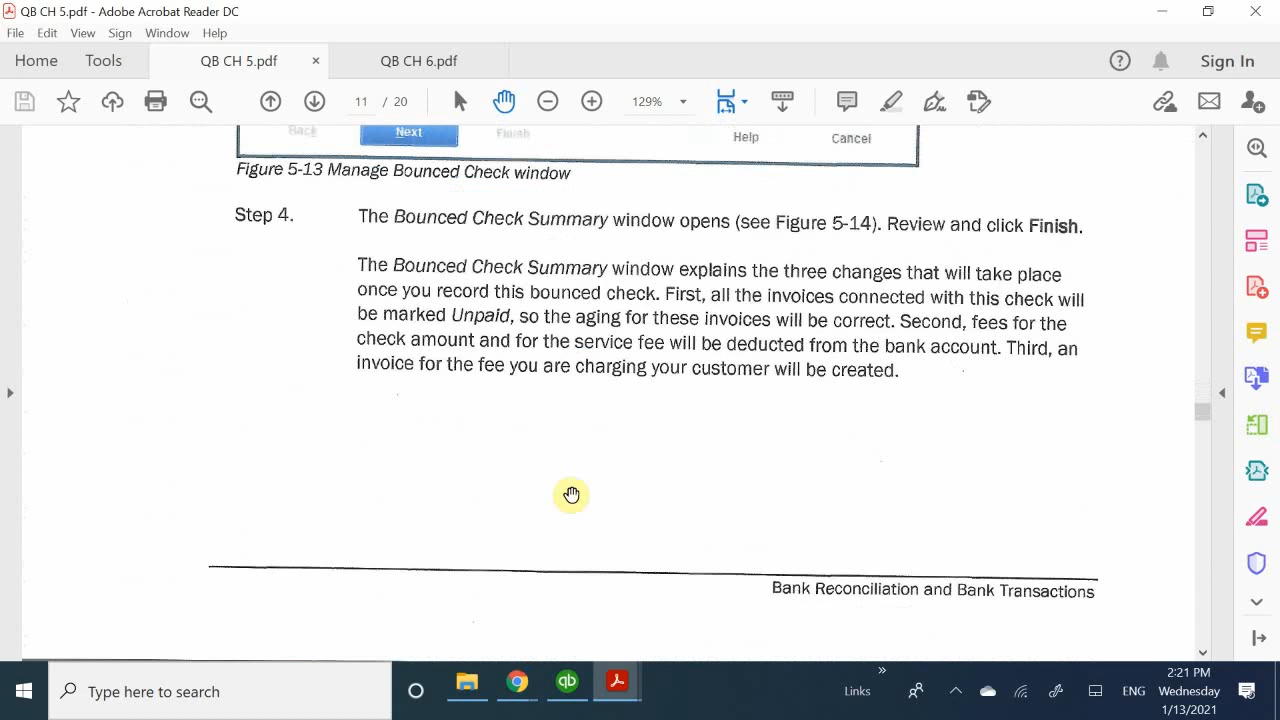 QB CH 5.pdf - Adobe Acrobat Reader DC
File Edit View Sign Window Help
Home Tools QB CH 5.pdf × QB CH 6.pdf Sign In
11 / 20 129%
Back Next Finish Help Cancel
Figure 5-13 Manage Bounced Check window
Step 4. The Bounced Check Summary window opens (see Figure 5-14). Review and click Finish.
The Bounced Check Summary window explains the three changes that will take place
once you record this bounced check. First, all the invoices connected with this check will
be marked Unpaid, so the aging for these invoices will be correct. Second, fees for the
check amount and for the service fee will be deducted from the bank account. Third, an
invoice for the fee you are charging your customer will be created.
Bank Reconciliation and Bank Transactions
Type here to search
qb
Links
ENG
2:21 PM
Wednesday
1/13/2021